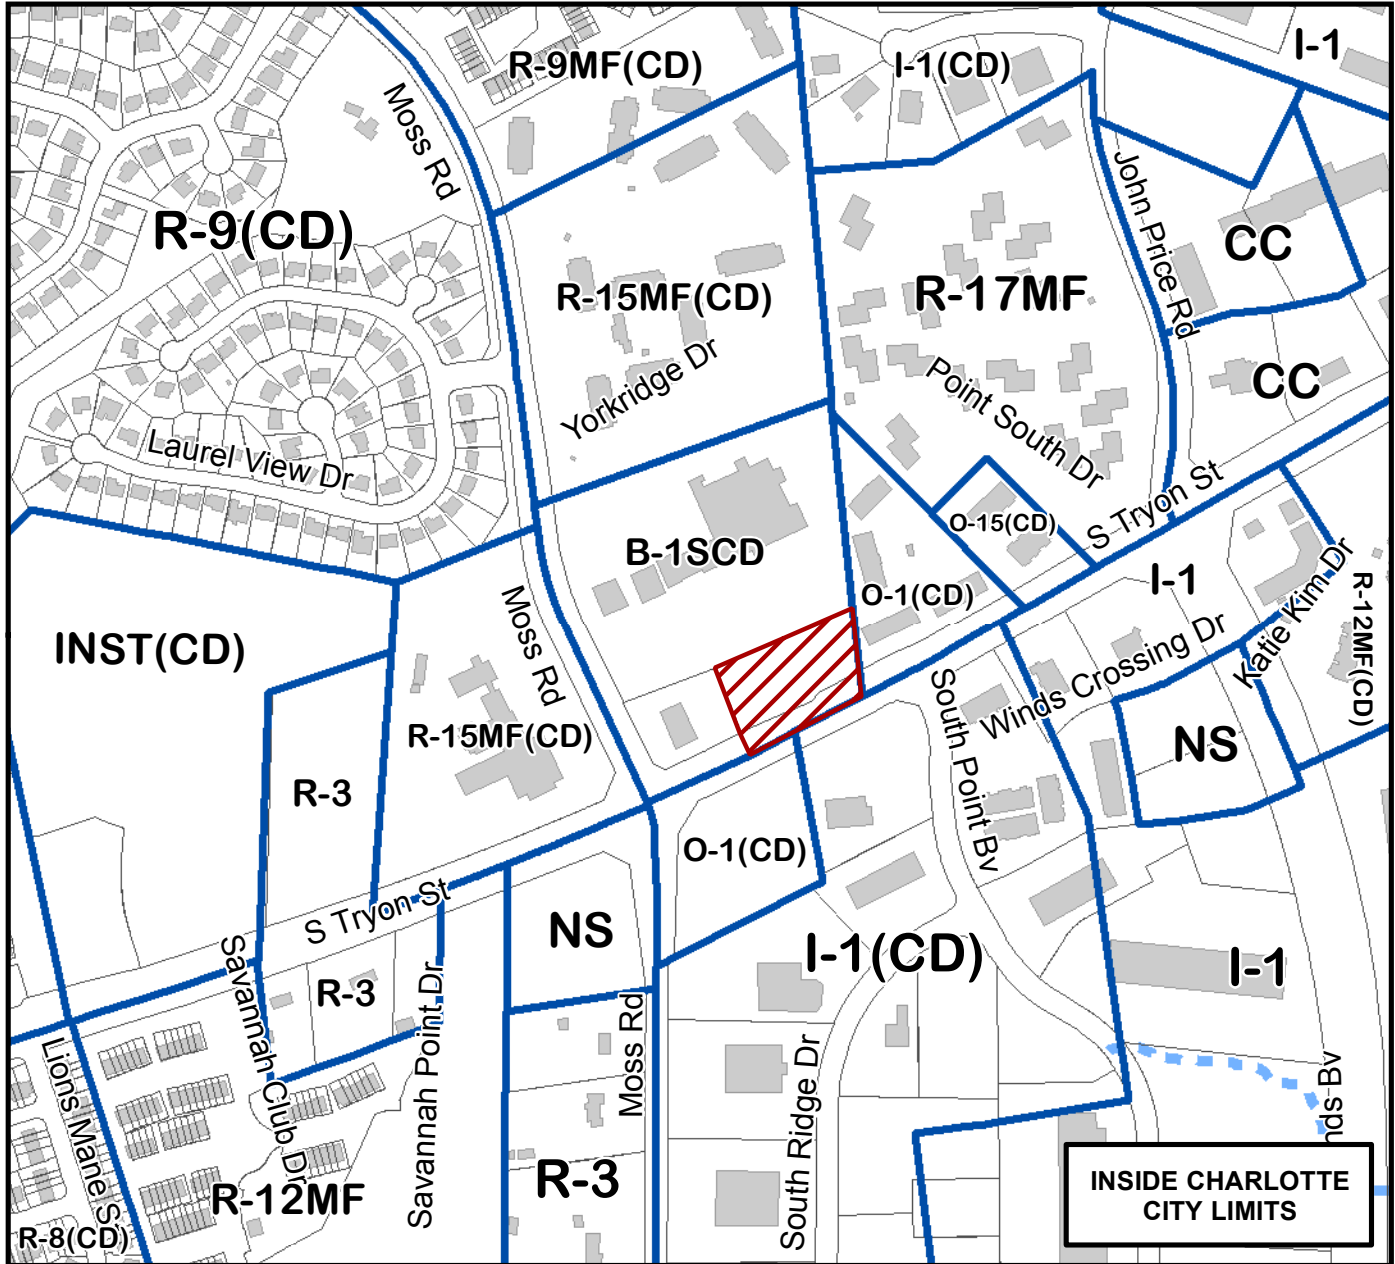 R-9MF(CD)
I-1(CD)
I-1
Moss Rd
John Price Rd
R-9(CD)
CC
R-15MF(CD)
R-17MF
Yorkridge Dr
Point South Dr
CC
Laurel View Dr
S Tryon St
O-15(CD)
B-1SCD
I-1
O-1(CD)
Katie Kim Dr
R-12MF(CD)
Moss Rd
INST(CD)
Winds Crossing Dr
South Point Bv
R-15MF(CD)
NS
R-3
O-1(CD)
S Tryon St
NS
I-1(CD)
I-1
R-3
Savannah Club Dr
Savannah Point Dr
Moss Rd
Lions Mane S
South Ridge Dr
nds Bv
R-12MF
R-3
R-8(CD)
INSIDE CHARLOTTE
CITY LIMITS